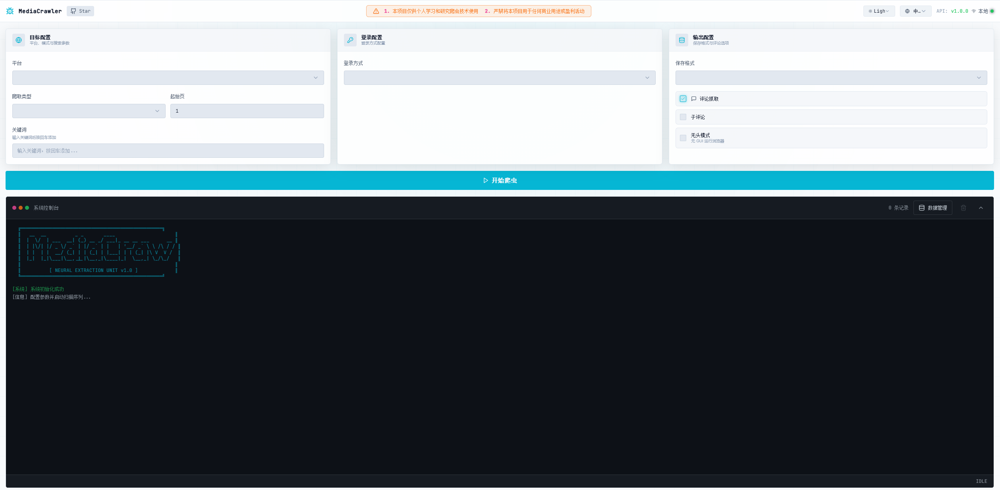 MediaCrawler
Star
1. 本项目仅供个人学习和研究爬虫技术使用 2. 严禁将本项目用于任何商业用途或盈利活动
Ligh
中…
API: v1.0.0 本地
目标配置
平台、模式与搜索参数
平台
爬取类型
起始页
1
关键词
输入关键词后按回车添加
输入关键词，按回车添加...
登录配置
登录方式配置
登录方式
输出配置
保存格式与评论选项
保存格式
评论抓取
子评论
无头模式
无 GUI 运行浏览器
开始爬虫
系统控制台
0 条记录
数据管理
MediaCraw
[ NEURAL EXTRACTION UNIT v1.0 ]
[系统] 系统初始化成功
[信息] 配置参数并启动扫描序列...
IDLE